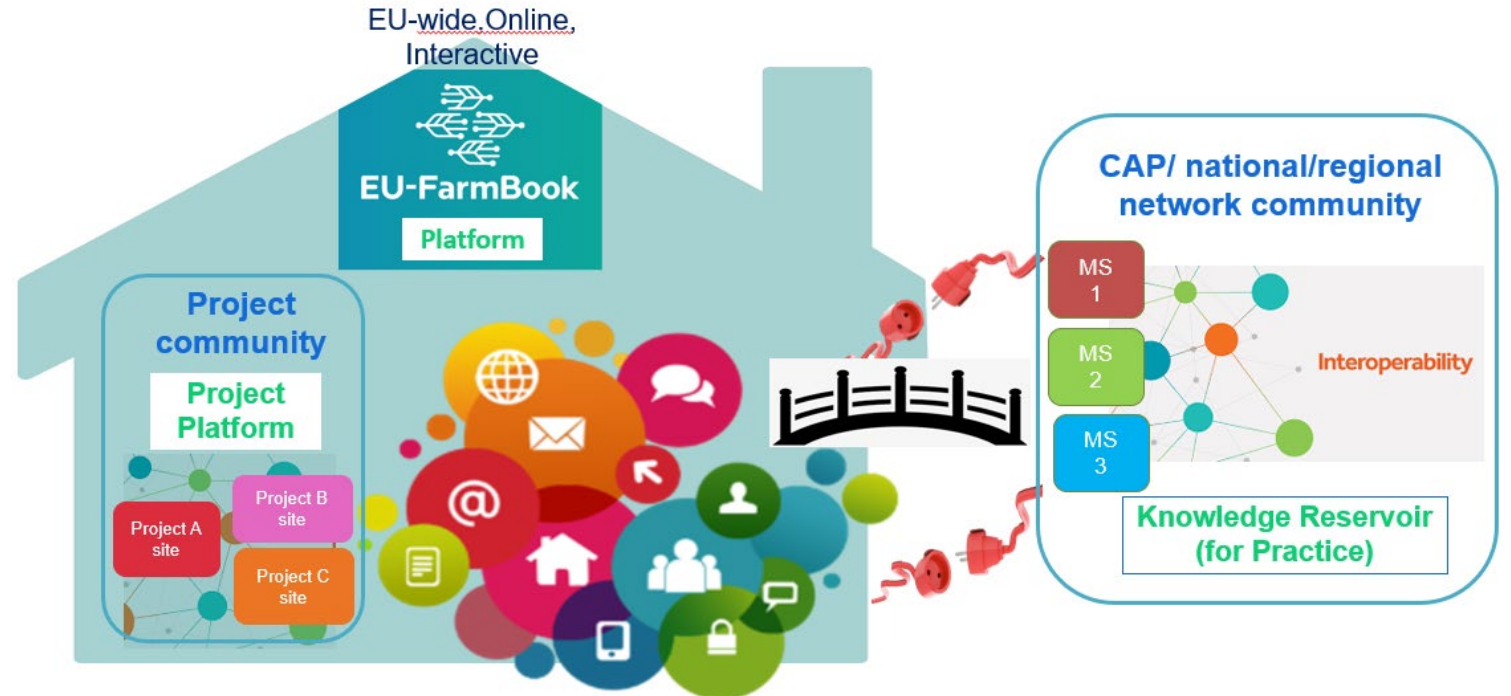 EU-wide,Online,
Interactive
EU-FarmBook
Platform
Project
community
Project
Platform
Project A
site
Project B
site
Project C
site
@
CAP/ national/regional
network community
MS
1
MS
2
MS
3
Interoperability
Knowledge Reservoir
(for Practice)